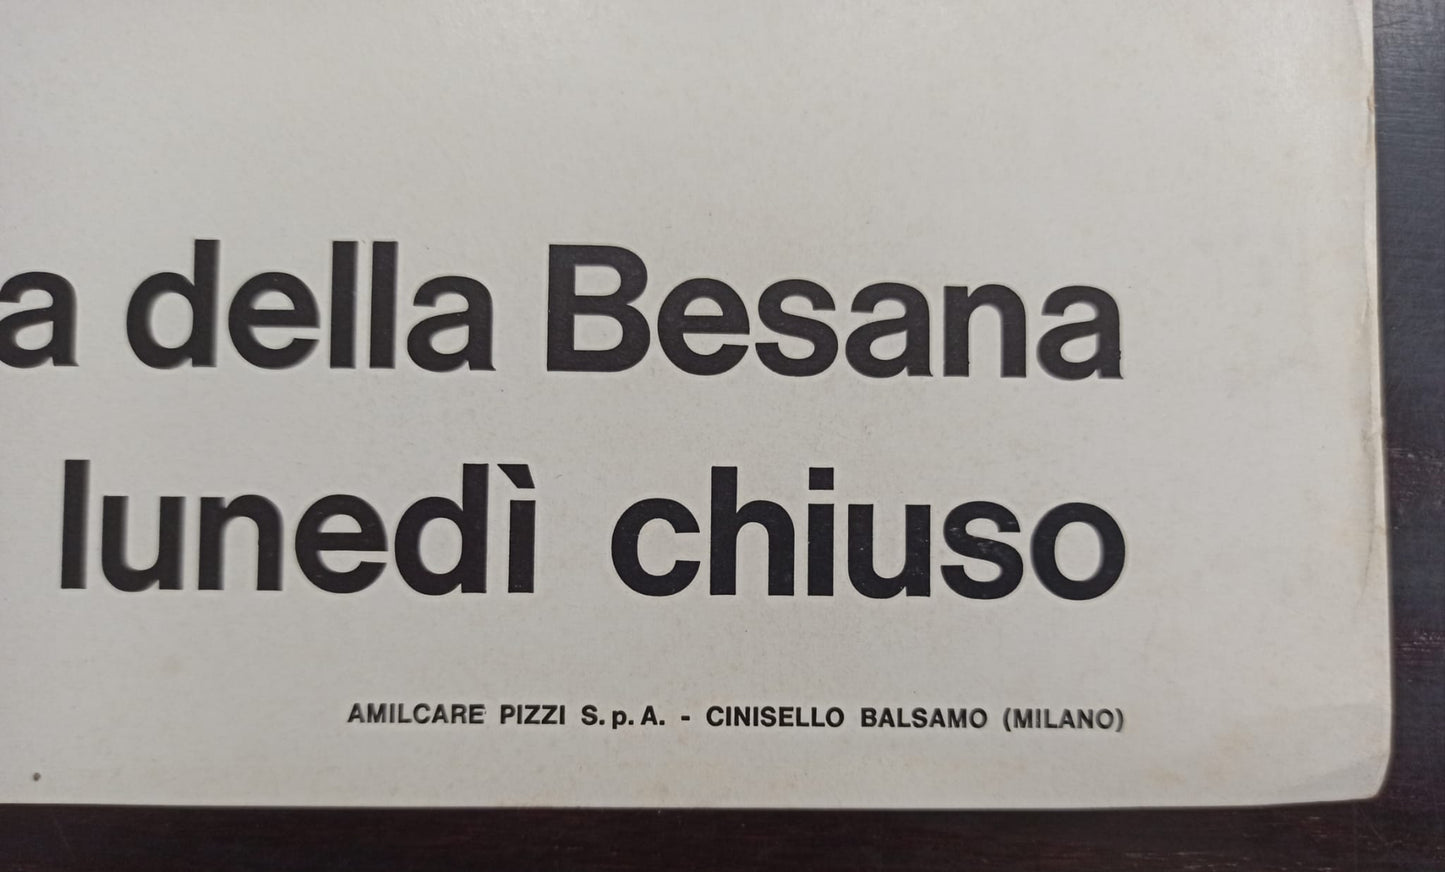 a della Besana
lunedì chiuso
AMILCARE PIZZI S.p.A. - CINISELLO BALSAMO (MILANO)